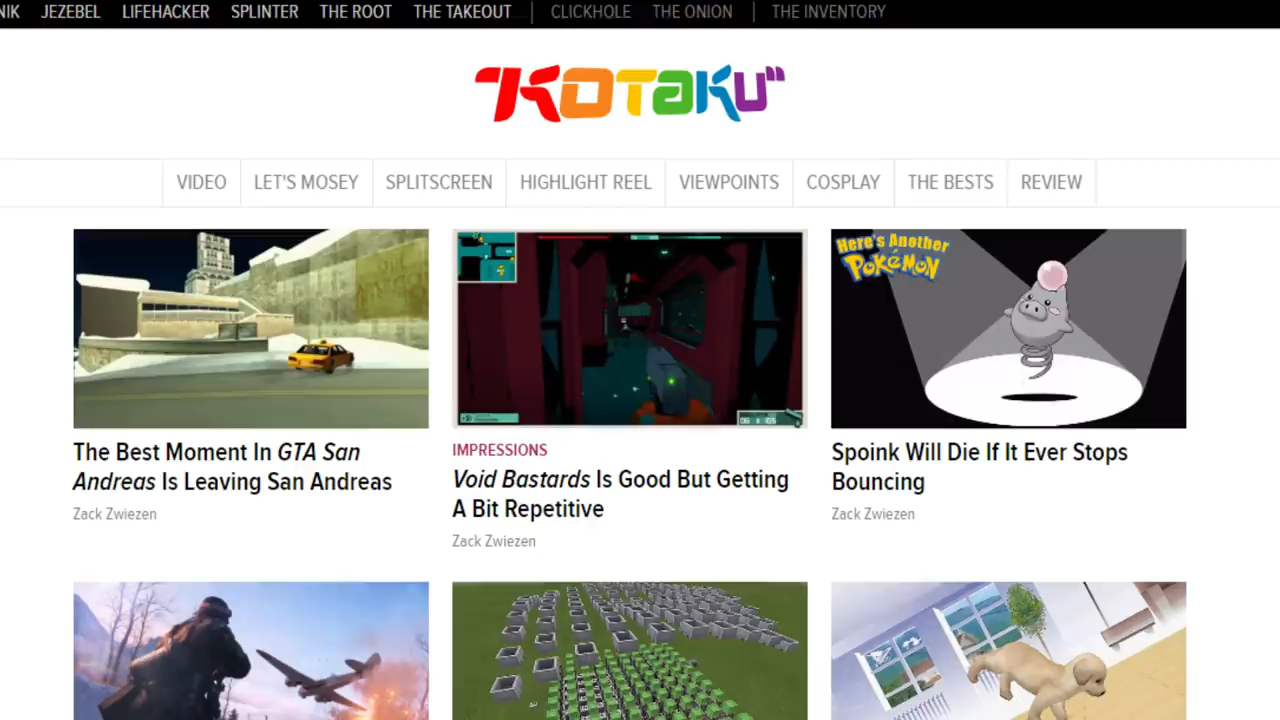 NIK JEZEBEL LIFEHACKER SPLINTER THE ROOT THE TAKEOUT CLICKHOLE THE ONION THE INVENTORY
KOTAKU
VIDEO LET'S MOSEY SPLITSCREEN HIGHLIGHT REEL VIEWPOINTS COSPLAY THE BESTS REVIEW
Here's Another
POKéMON
The Best Moment In GTA San
Andreas Is Leaving San Andreas
Zack Zwiezen
IMPRESSIONS
Void Bastards Is Good But Getting
A Bit Repetitive
Zack Zwiezen
Spoink Will Die If It Ever Stops
Bouncing
Zack Zwiezen